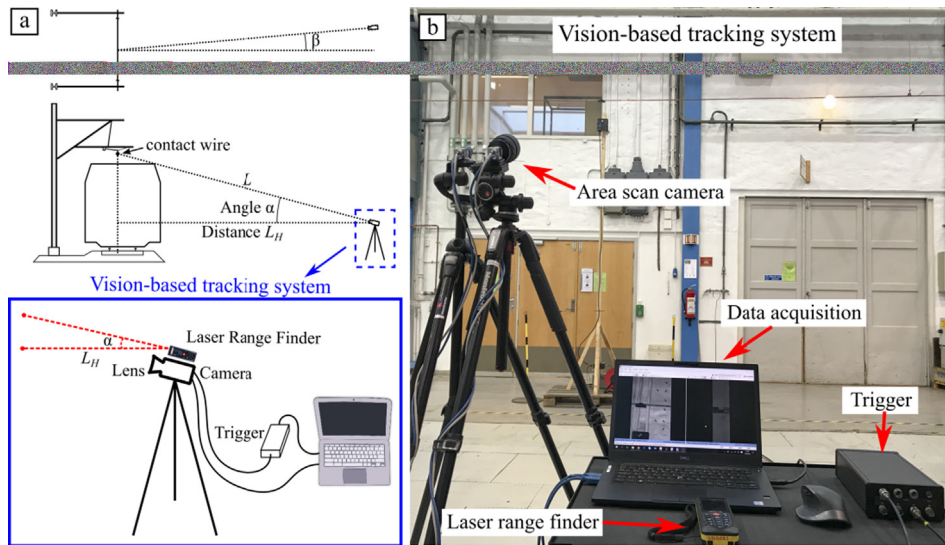 a
β
contact wire
L
Angle α
Distance L_H
Vision-based tracking system
α
L_H
Laser Range Finder
Lens
Camera
Trigger
b
Vision-based tracking system
Area scan camera
Data acquisition
Trigger
Laser range finder